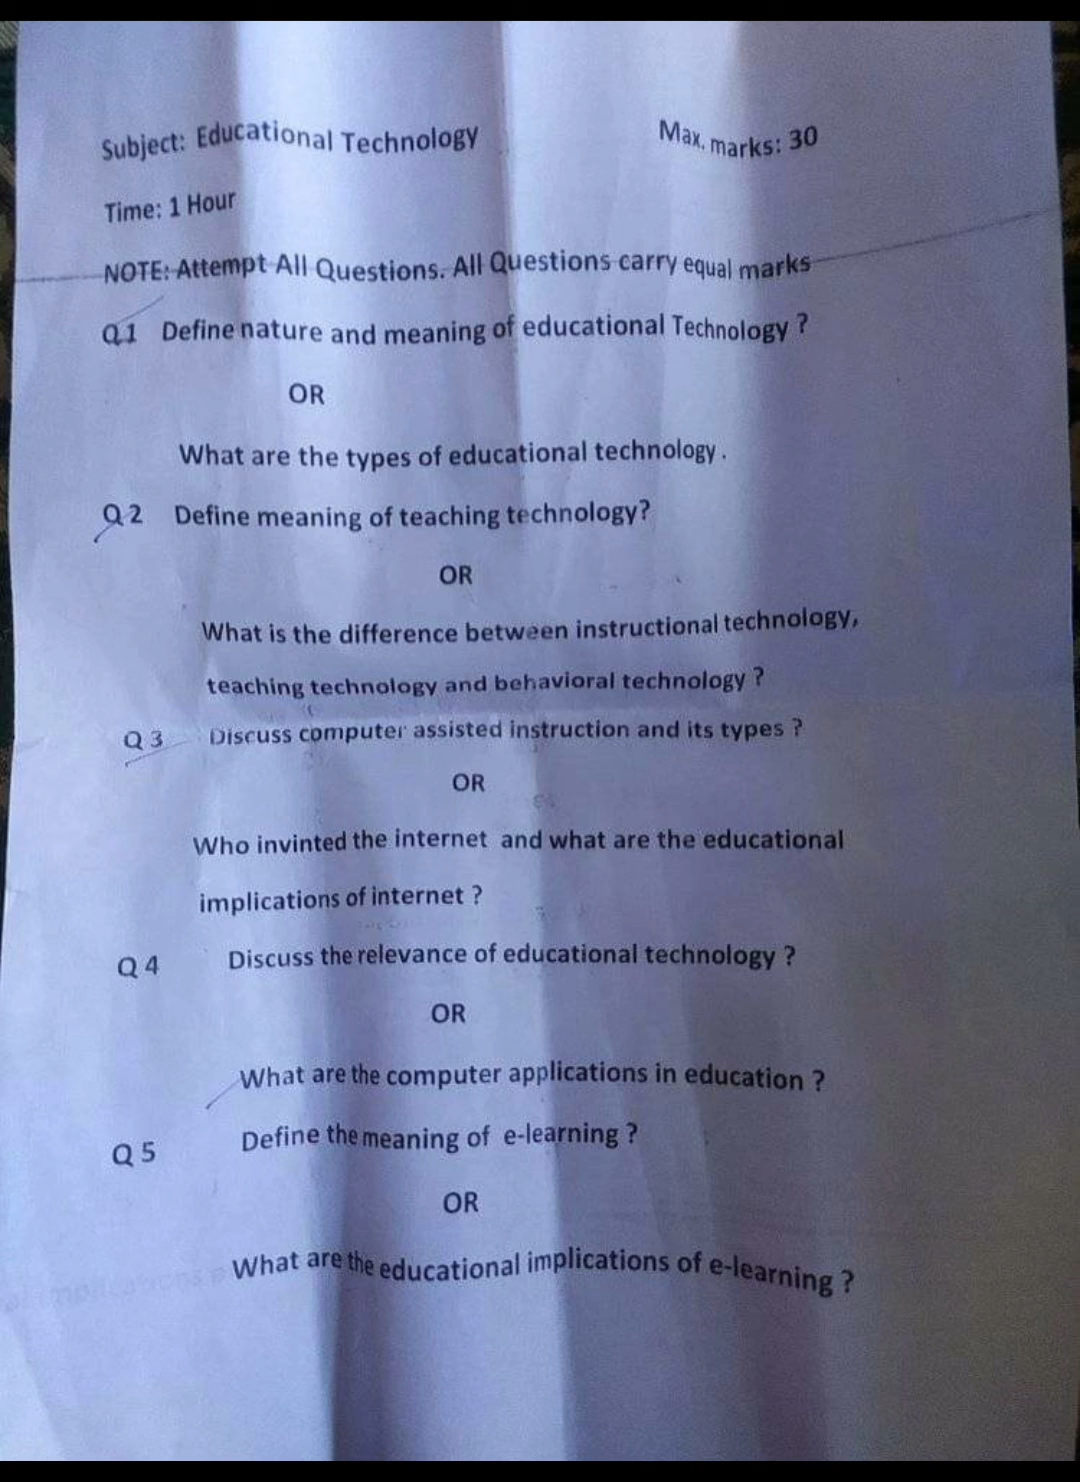 Subject: Educational Technology Max. marks: 30
Time: 1 Hour
NOTE: Attempt All Questions. All Questions carry equal marks
Q.1 Define nature and meaning of educational Technology ?
OR
What are the types of educational technology.
Q 2 Define meaning of teaching technology?
OR
What is the difference between instructional technology,
teaching technology and behavioral technology ?
Q 3 Discuss computer assisted instruction and its types ?
OR
Who invinted the internet and what are the educational
implications of internet ?
Q 4 Discuss the relevance of educational technology ?
OR
What are the computer applications in education ?
Q 5 Define the meaning of e-learning ?
OR
What are the educational implications of e-learning ?